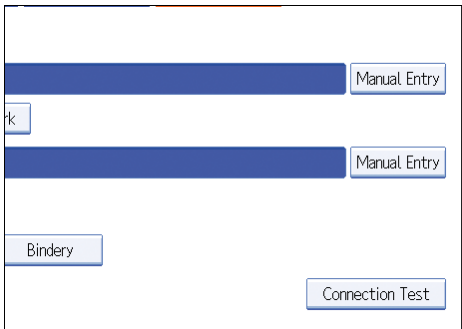 Manual Entry
rk
Manual Entry
Bindery
Connection Test